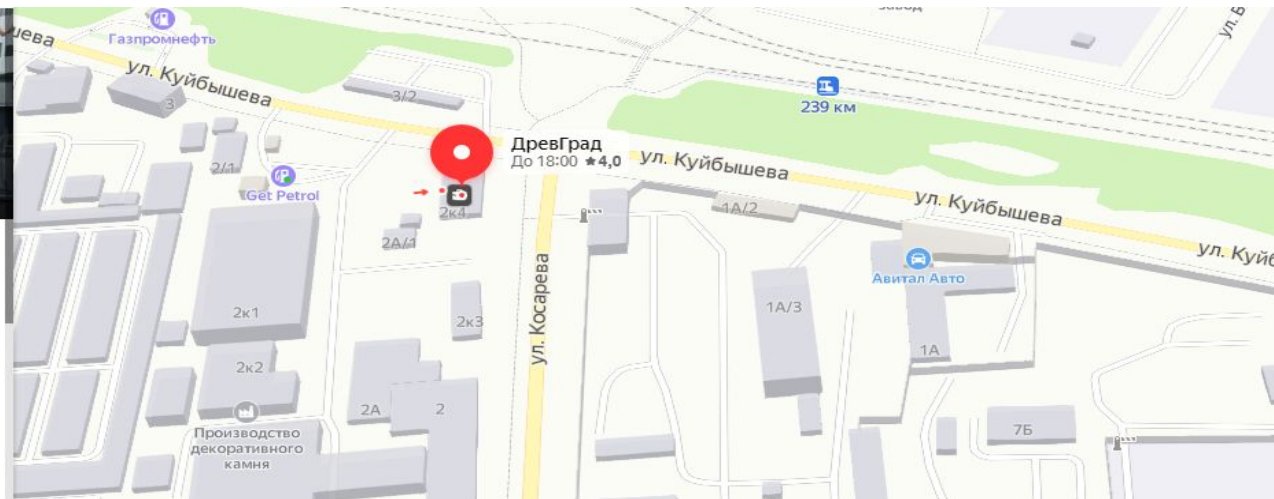 завод
ул. В
Газпромнефть
ул. Куйбышева
3
3/2
239 км
ДревГрад
До 18:00 ★4,0
ул. Куйбышева
2/1
Get Petrol
2к4
1А/2
ул. Куйбышева
2А/1
ул. Косарева
Авитал Авто
2к1
2к3
1А/3
1А
2к2
2А
2
Производство
декоративного
камня
7Б